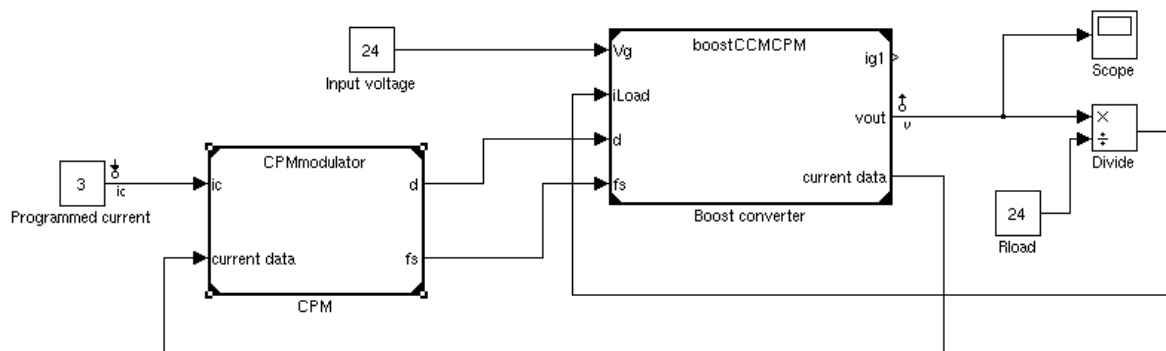 24
Input voltage
boostCCMCPM
Vg
ig1
iLoad
vout
v
d
fs
current data
Boost converter
Scope
×
÷
Divide
24
Rload
3
ic
Programmed current
CPMmodulator
ic
d
current data
fs
CPM